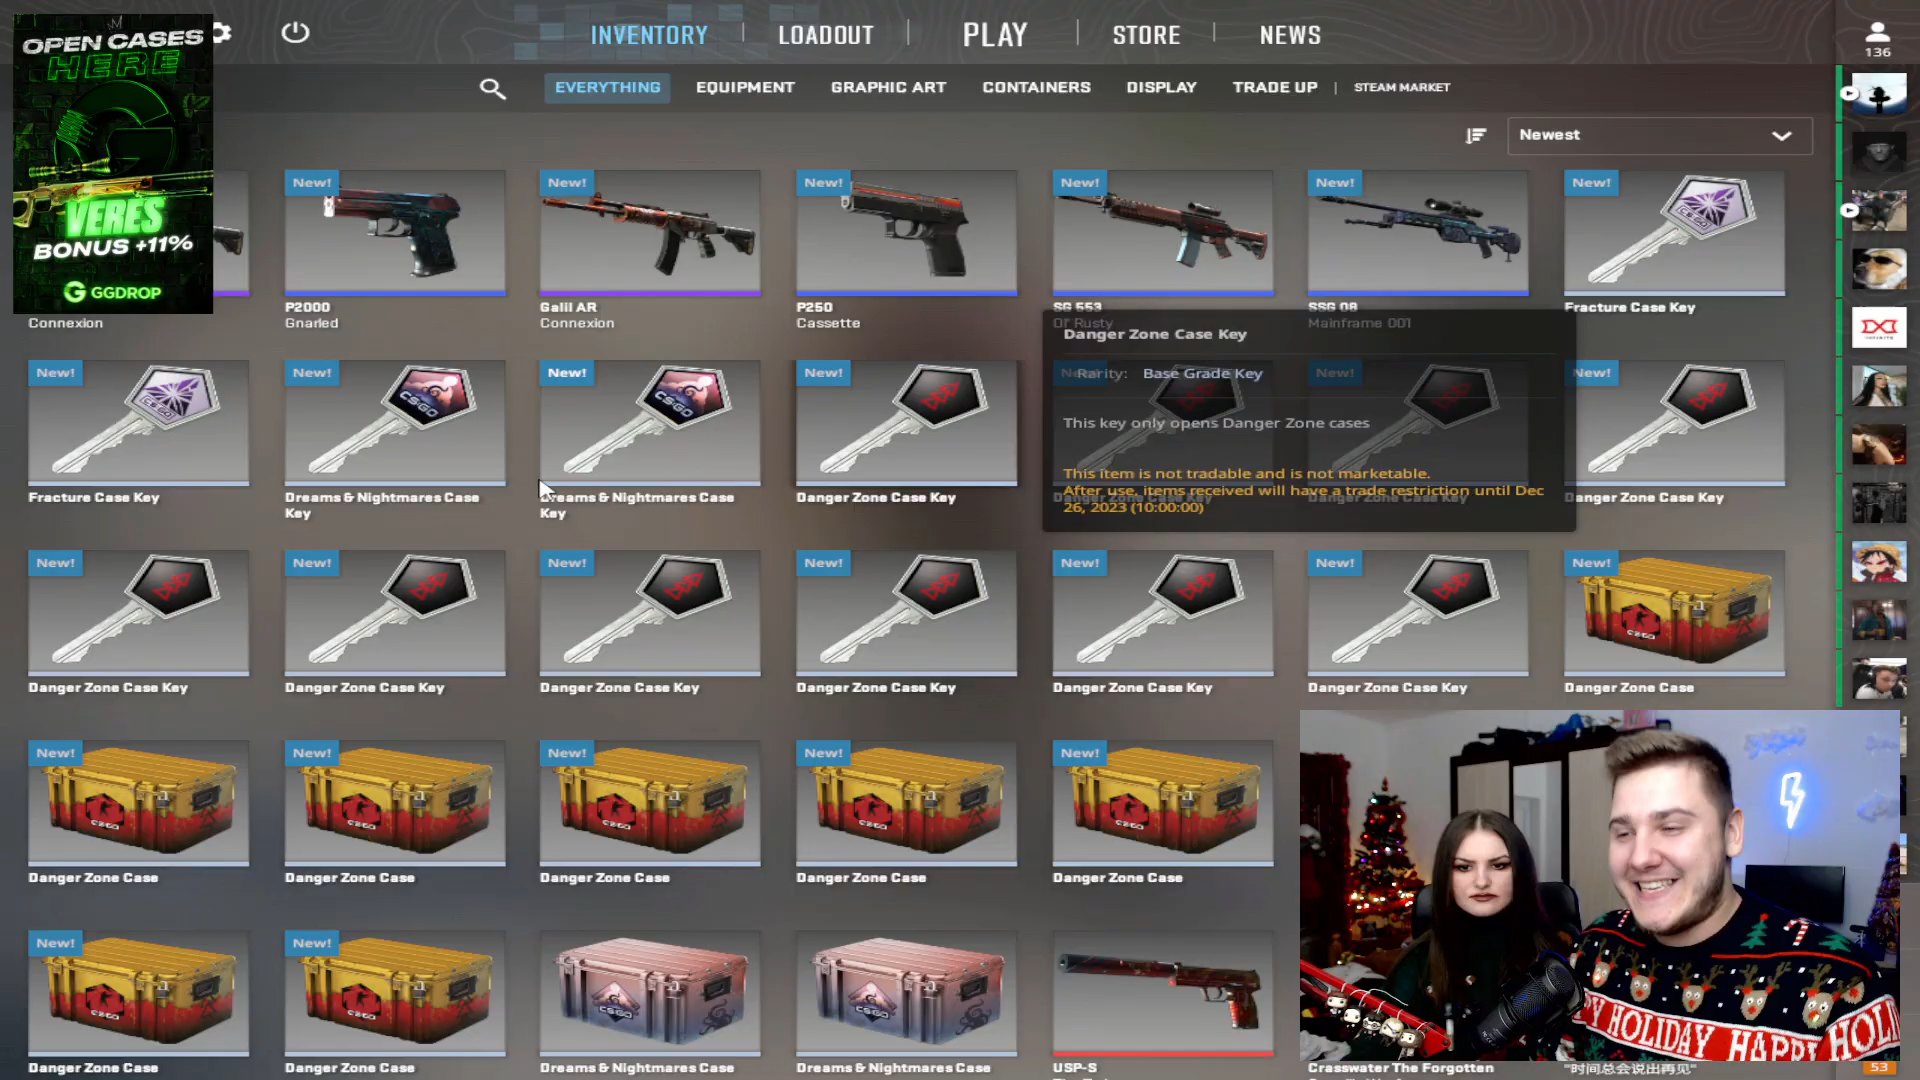 OPEN CASES
HERE
VERES
BONUS +11%
GGDROP
INVENTORY
LOADOUT
PLAY
STORE
NEWS
136
EVERYTHING
EQUIPMENT
GRAPHIC ART
CONTAINERS
DISPLAY
TRADE UP
STEAM MARKET
Newest
Connexion
New!
P2000
Gnarled
New!
Galil AR
Connexion
New!
P250
Cassette
New!
SG 553
Ol' Rusty
New!
SSG 08
Mainframe 001
New!
Fracture Case Key
New!
Fracture Case Key
New!
Dreams & Nightmares Case
Key
New!
Dreams & Nightmares Case
Key
New!
Danger Zone Case Key
Danger Zone Case Key
Rarity: Base Grade Key
This key only opens Danger Zone cases
This item is not tradable and is not marketable.
After use, items received will have a trade restriction until Dec
26, 2023 (10:00:00)
New!
Danger Zone Case Key
New!
Danger Zone Case Key
New!
Danger Zone Case Key
New!
Danger Zone Case Key
New!
Danger Zone Case Key
New!
Danger Zone Case Key
New!
Danger Zone Case Key
New!
Danger Zone Case Key
New!
Danger Zone Case
New!
Danger Zone Case
New!
Danger Zone Case
New!
Danger Zone Case
New!
Danger Zone Case
New!
Danger Zone Case
New!
Danger Zone Case
New!
Danger Zone Case
Dreams & Nightmares Case
Dreams & Nightmares Case
USP-S
Crasswater The Forgotten
"时间总会说出再见"
53
PY HOLIDAY HAPPY HOLI